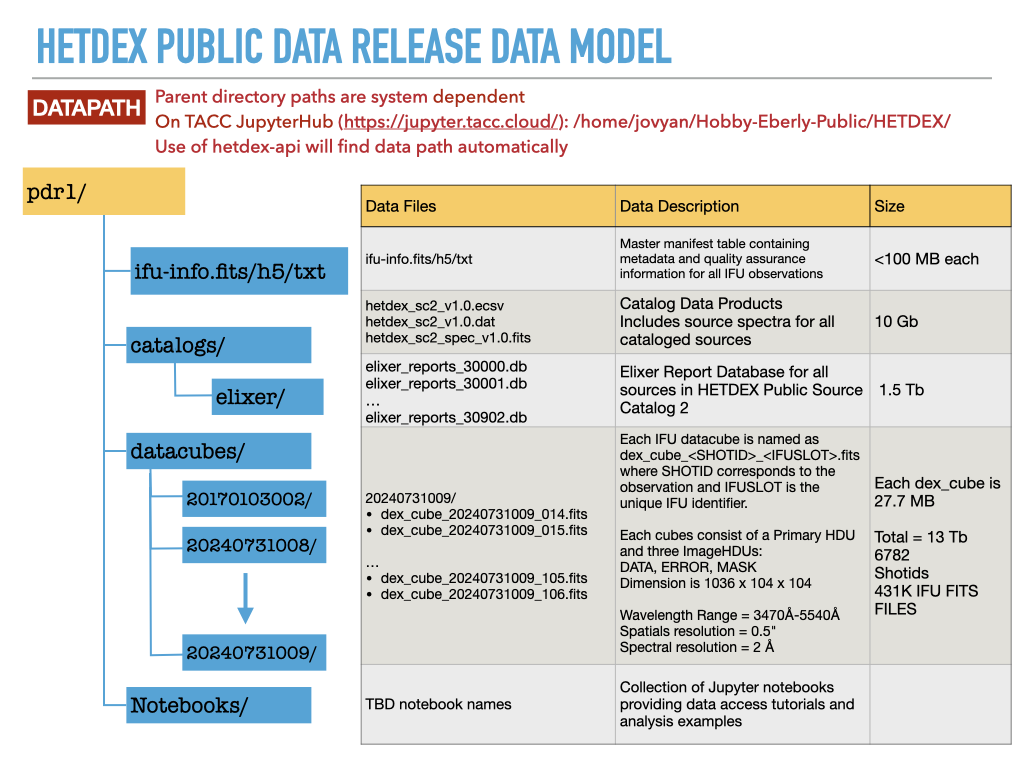 HETDEX PUBLIC DATA RELEASE DATA MODEL
DATAPATH
Parent directory paths are system dependent
On TACC JupyterHub (https://jupyter.tacc.cloud/): /home/jovyan/Hobby-Eberly-Public/HETDEX/
Use of hetdex-api will find data path automatically
pdr1/
ifu-info.fits/h5/txt
catalogs/
elixer/
datacubes/
20170103002/
20240731008/
20240731009/
Notebooks/
Data Files
Data Description
Size
ifu-info.fits/h5/txt
Master manifest table containing
metadata and quality assurance
information for all IFU observations
<100 MB each
hetdex_sc2_v1.0.ecsv
hetdex_sc2_v1.0.dat
hetdex_sc2_spec_v1.0.fits
Catalog Data Products
Includes source spectra for all
cataloged sources
10 Gb
elixer_reports_30000.db
elixer_reports_30001.db
...
elixer_reports_30902.db
Elixer Report Database for all
sources in HETDEX Public Source
Catalog 2
1.5 Tb
20240731009/
• dex_cube_20240731009_014.fits
• dex_cube_20240731009_015.fits
...
• dex_cube_20240731009_105.fits
• dex_cube_20240731009_106.fits
Each IFU datacube is named as
dex_cube_<SHOTID>_<IFUSLOT>.fits
where SHOTID corresponds to the
observation and IFUSLOT is the
unique IFU identifier.
Each cubes consist of a Primary HDU
and three ImageHDUs:
DATA, ERROR, MASK
Dimension is 1036 x 104 x 104
Wavelength Range = 3470Å-5540Å
Spatials resolution = 0.5"
Spectral resolution = 2 Å
Each dex_cube is
27.7 MB
Total = 13 Tb
6782
Shotids
431K IFU FITS
FILES
TBD notebook names
Collection of Jupyter notebooks
providing data access tutorials and
analysis examples